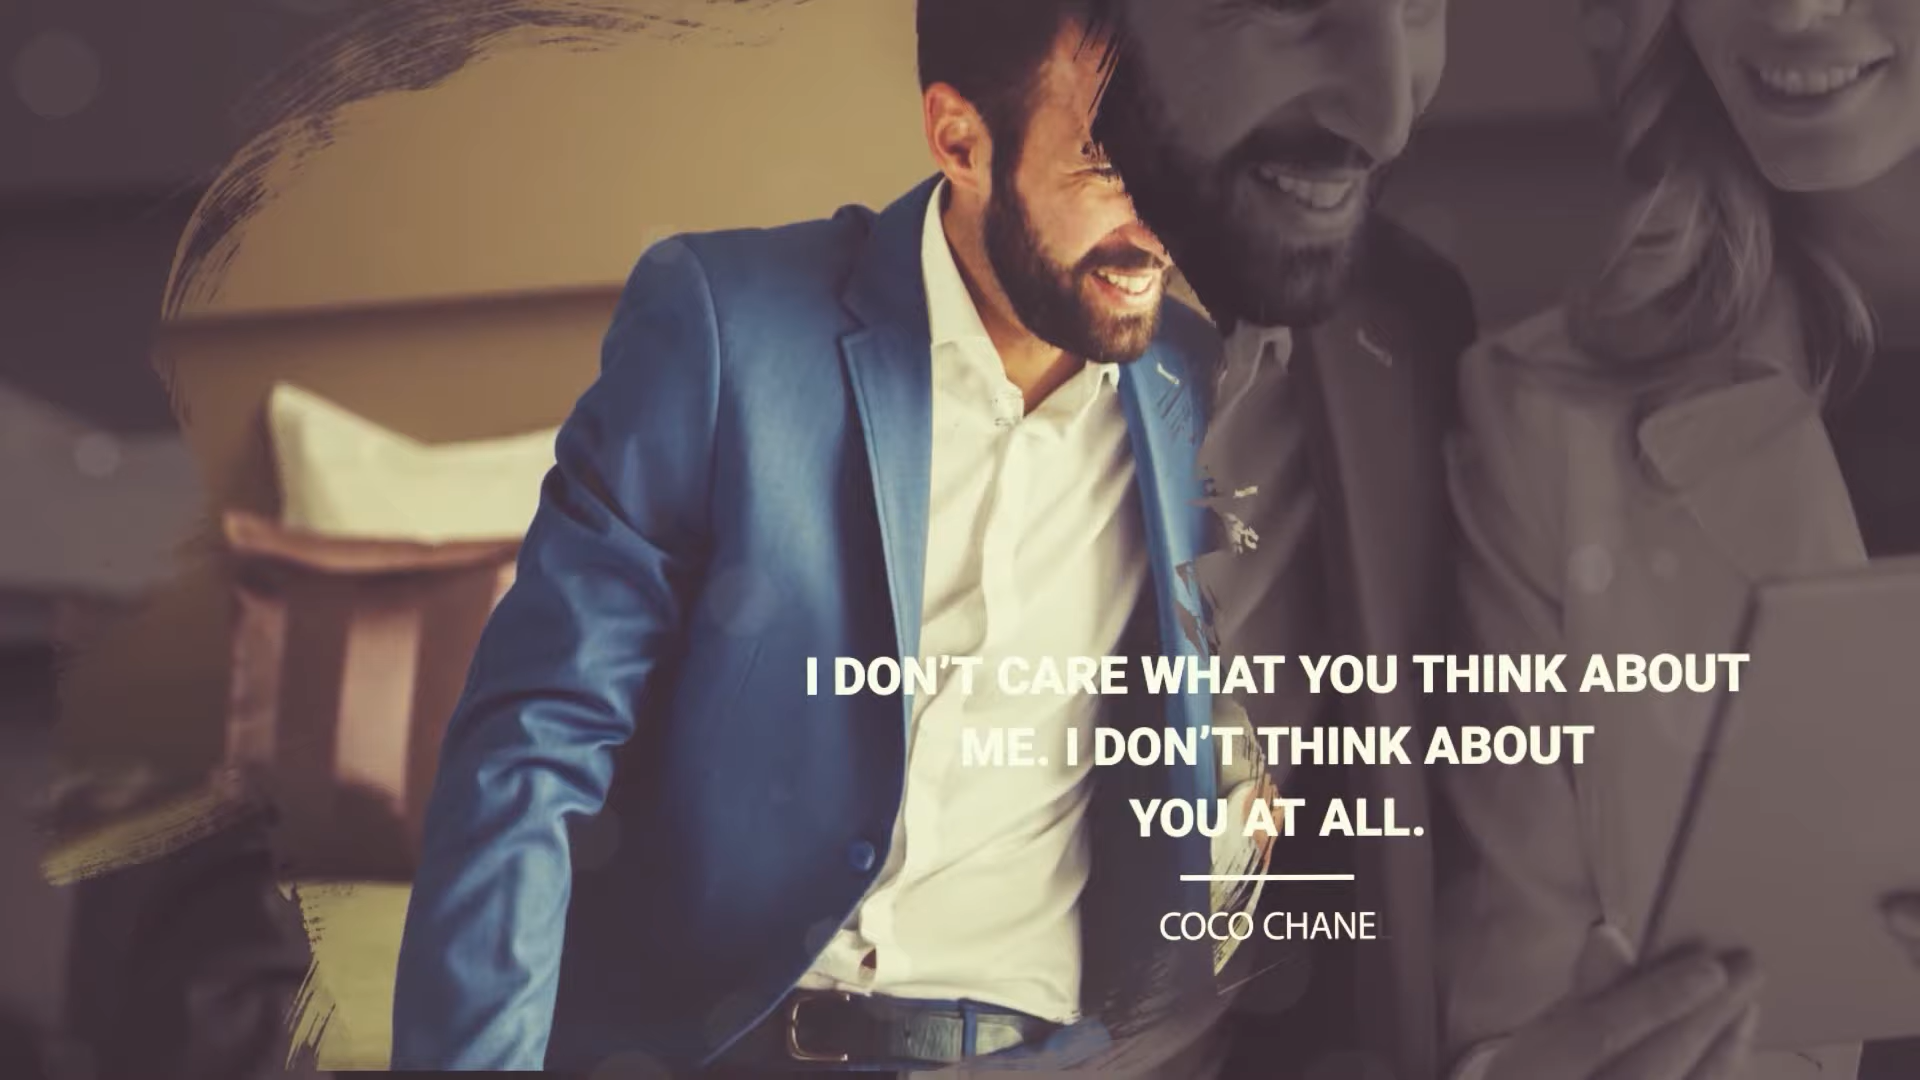 I DON’T CARE WHAT YOU THINK ABOUT
ME. I DON’T THINK ABOUT
YOU AT ALL.
COCO CHANE